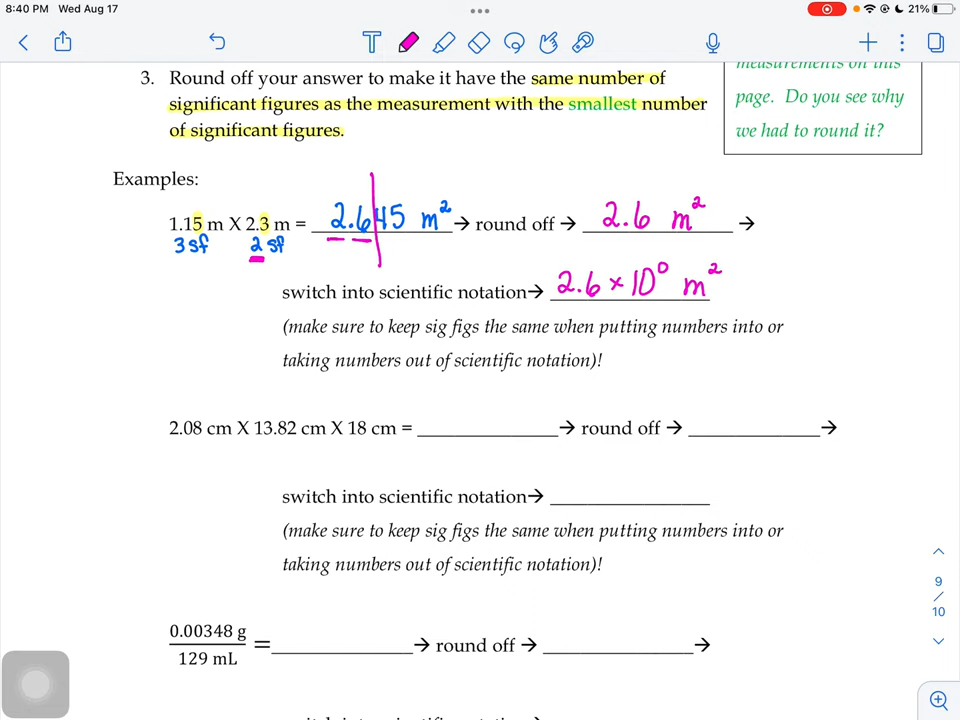 8:40 PM Wed Aug 17
21%
T
3. Round off your answer to make it have the same number of
significant figures as the measurement with the smallest number
of significant figures.
measurements on this
page. Do you see why
we had to round it?
Examples:
1.15 m X 2.3 m = 2.645 m² → round off → 2.6 m² →
3 sf 2 sf
switch into scientific notation→ 2.6 × 10⁰ m²
(make sure to keep sig figs the same when putting numbers into or
taking numbers out of scientific notation)!
2.08 cm X 13.82 cm X 18 cm = ______________→ round off → ______________→
switch into scientific notation→ ________________
(make sure to keep sig figs the same when putting numbers into or
taking numbers out of scientific notation)!
0.00348 g
129 mL
= ______________→ round off → ________________→
9
/
10